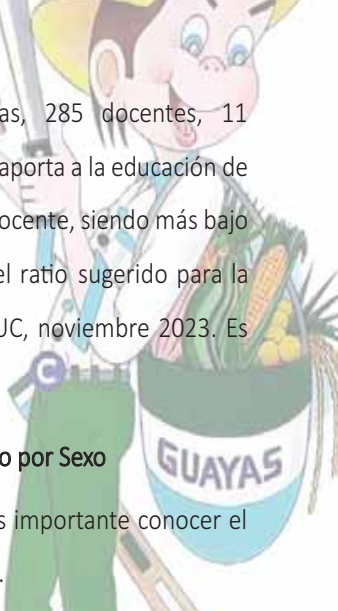 as, 285 docentes, 11
aporta a la educación de
ocente, siendo más bajo
el ratio sugerido para la
UC, noviembre 2023. Es
GUAYAS
o por Sexo
s importante conocer el
.